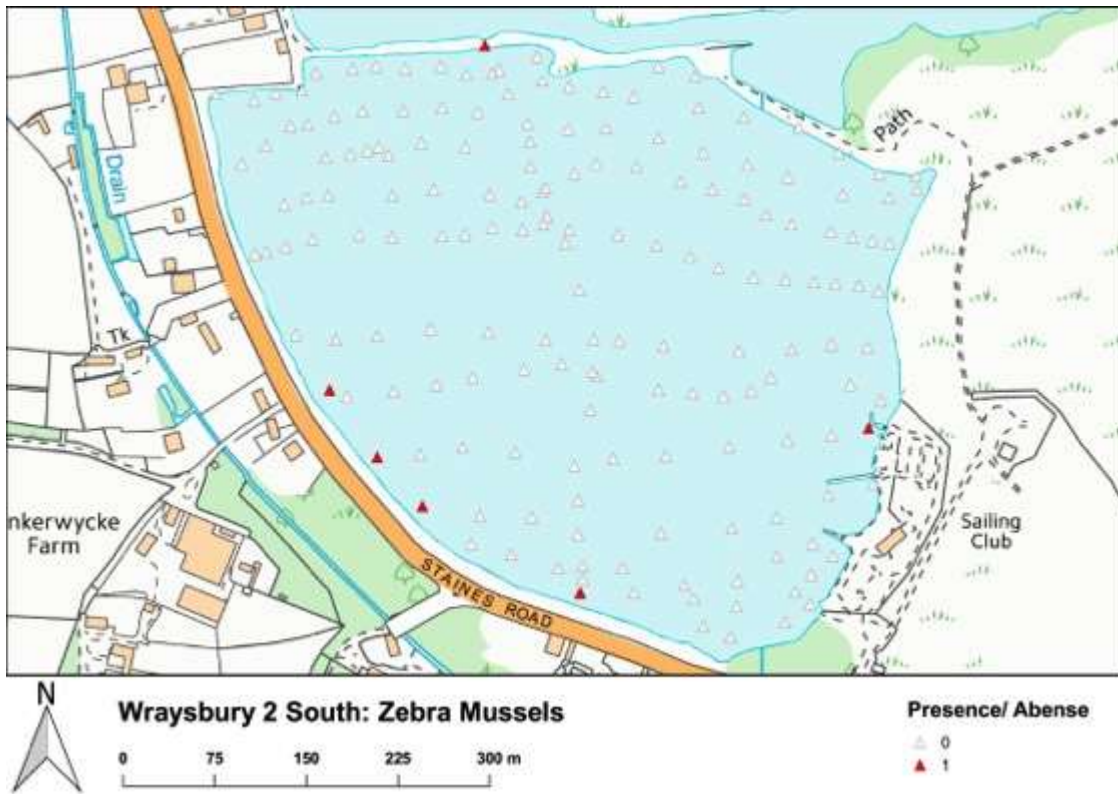 Path
Drain
Tk
nkerwycke
Farm
STAINES ROAD
Sailing
Club
N
Wraysbury 2 South: Zebra Mussels
0 75 150 225 300 m
Presence/ Abense
0
1